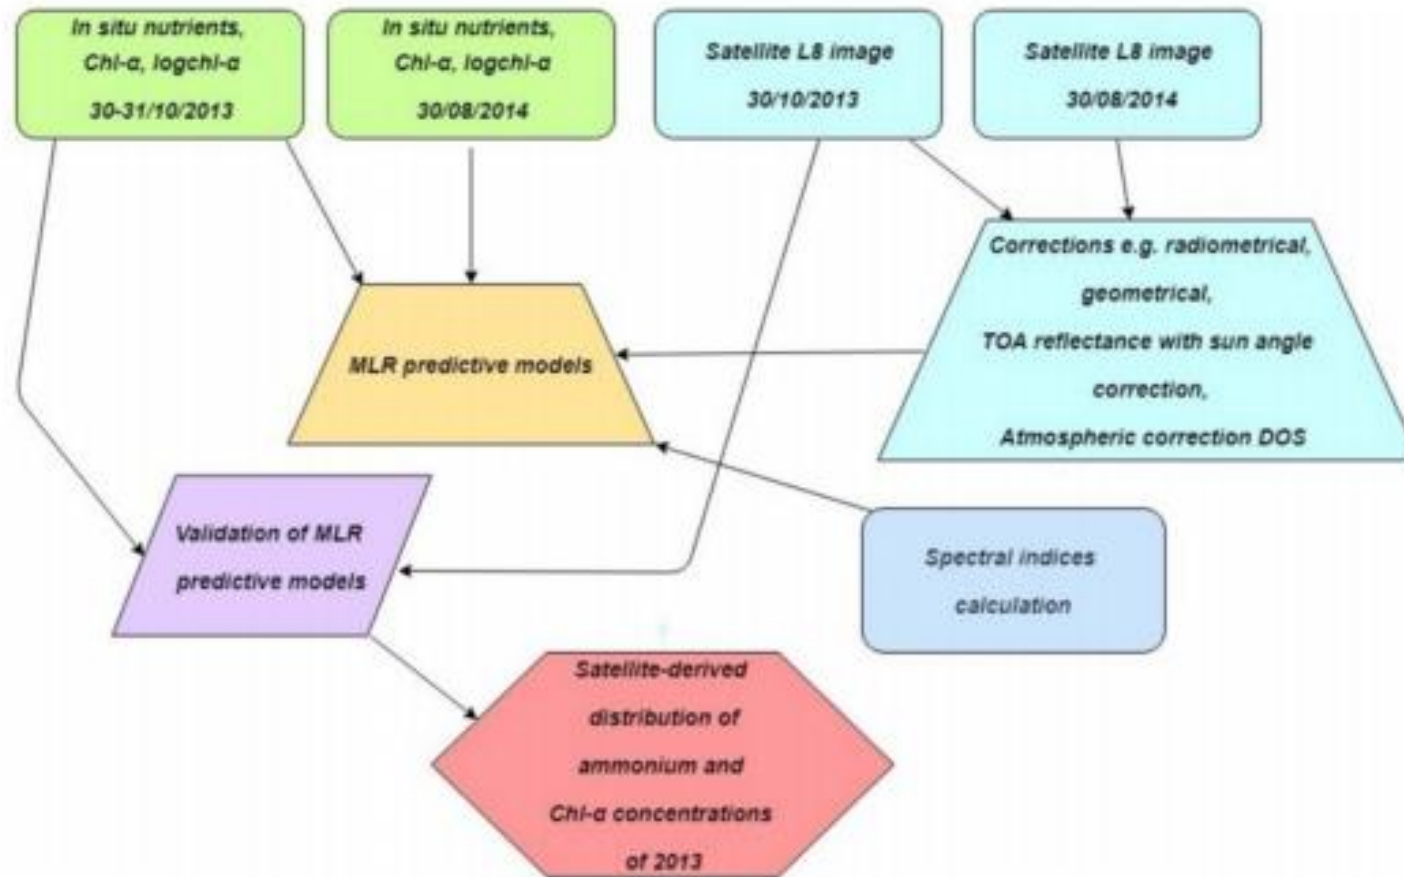 In situ nutrients,
Chl-α, logchl-α
30-31/10/2013
In situ nutrients,
Chl-α, logchl-α
30/08/2014
Satellite L8 image
30/10/2013
Satellite L8 image
30/08/2014
Corrections e.g. radiometrical,
geometrical,
TOA reflectance with sun angle
correction,
Atmospheric correction DOS
MLR predictive models
Validation of MLR
predictive models
Spectral indices
calculation
Satellite-derived
distribution of
ammonium and
Chl-α concentrations
of 2013